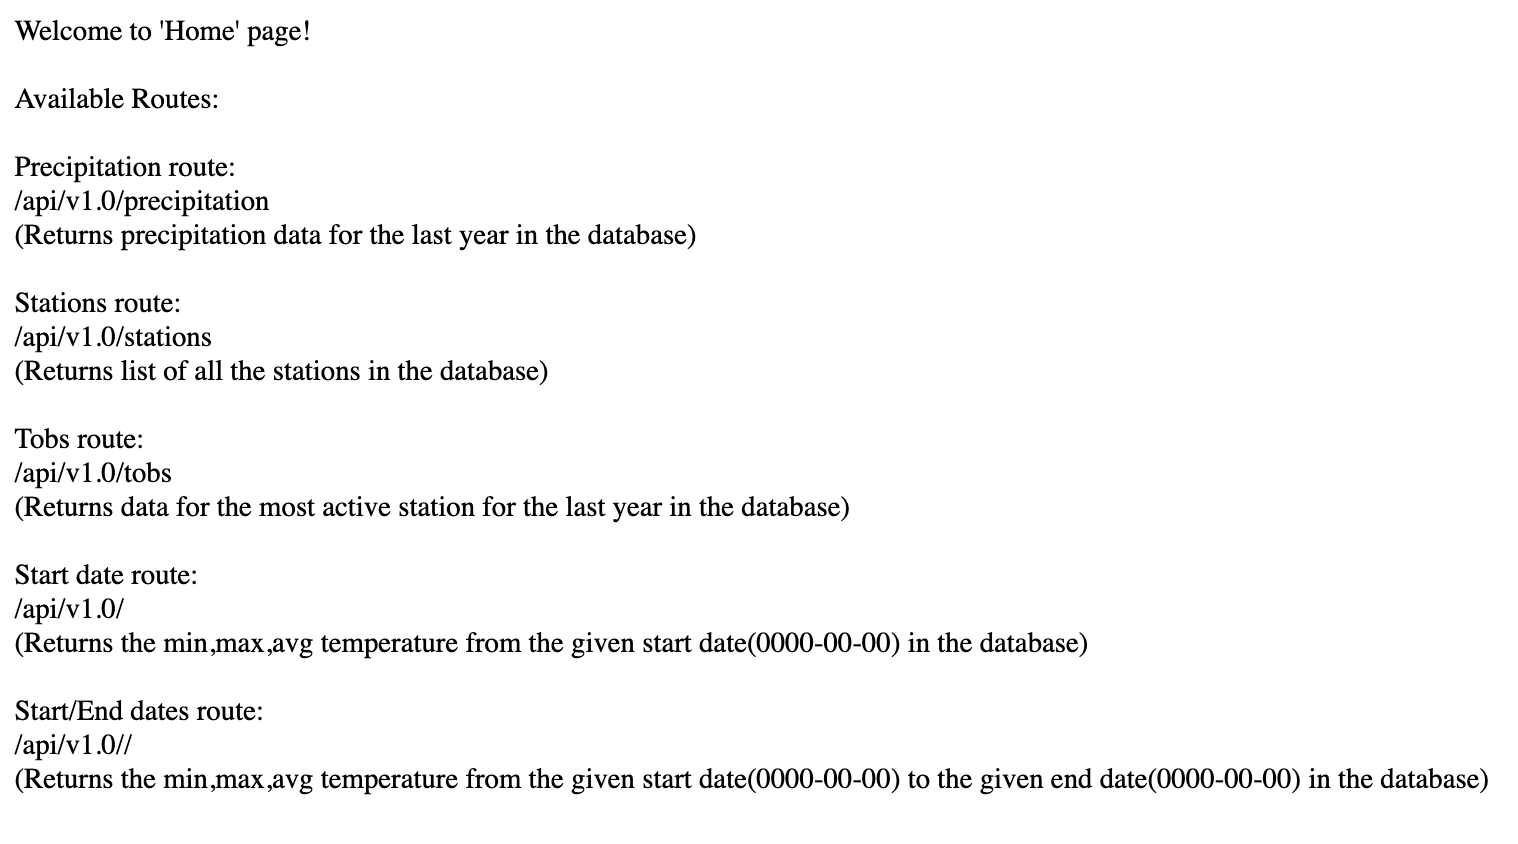 Welcome to 'Home' page!
Available Routes:
Precipitation route:
/api/v1.0/precipitation
(Returns precipitation data for the last year in the database)
Stations route:
/api/v1.0/stations
(Returns list of all the stations in the database)
Tobs route:
/api/v1.0/tobs
(Returns data for the most active station for the last year in the database)
Start date route:
/api/v1.0/
(Returns the min,max,avg temperature from the given start date(0000-00-00) in the database)
Start/End dates route:
/api/v1.0//
(Returns the min,max,avg temperature from the given start date(0000-00-00) to the given end date(0000-00-00) in the database)